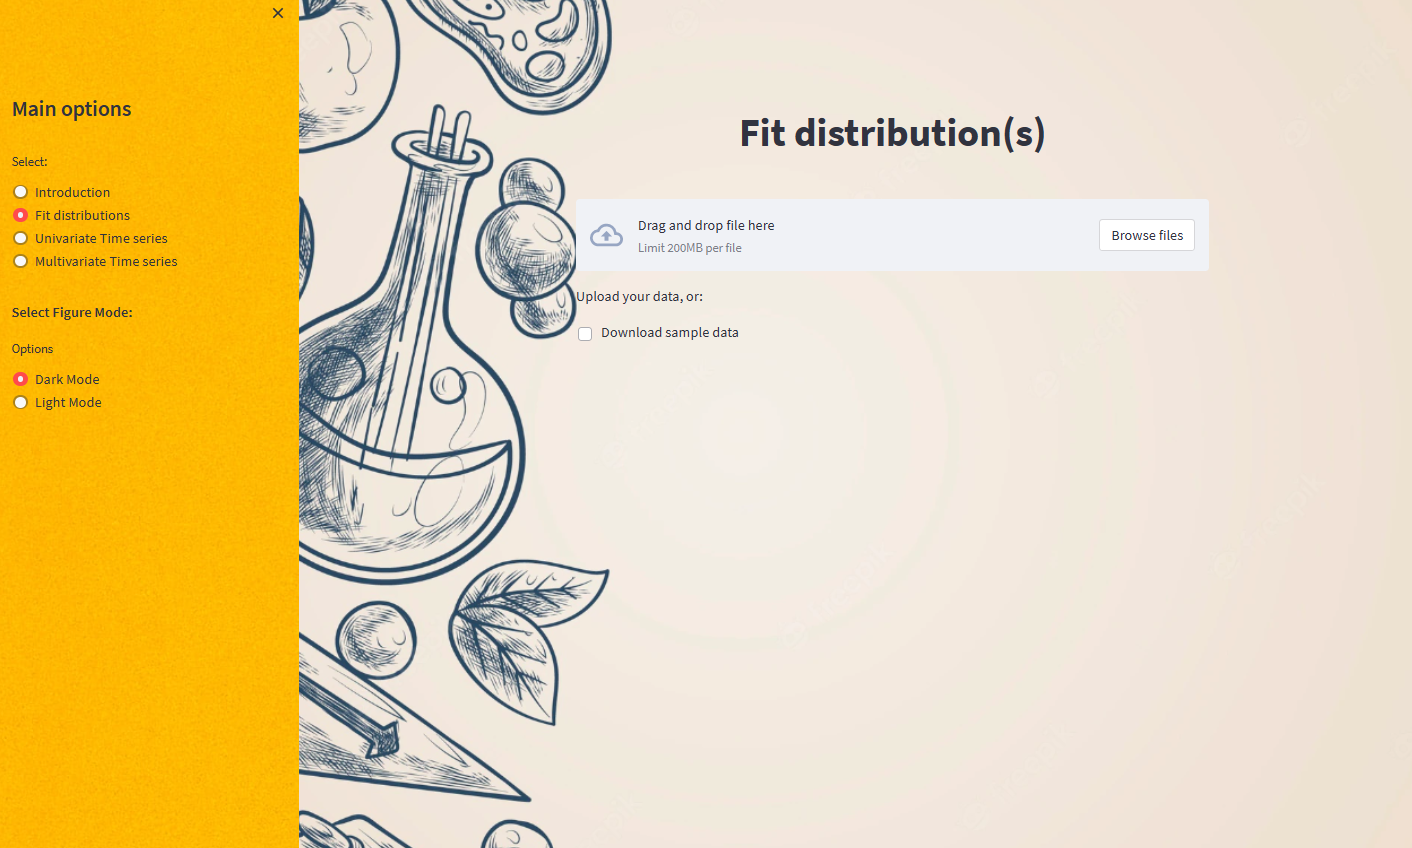 Main options
Select:
Introduction
Fit distributions
Univariate Time series
Multivariate Time series
Select Figure Mode:
Options
Dark Mode
Light Mode
Fit distribution(s)
Drag and drop file here
Limit 200MB per file
Browse files
Upload your data, or:
Download sample data